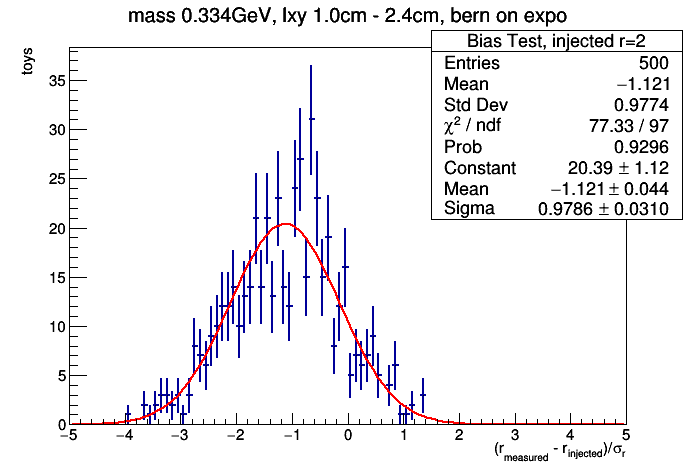 mass 0.334GeV, lxy 1.0cm - 2.4cm, bern on expo
Bias Test, injected r=2
Entries 500
Mean −1.121
Std Dev 0.9774
χ² / ndf 77.33 / 97
Prob 0.9296
Constant 20.39 ± 1.12
Mean −1.121 ± 0.044
Sigma 0.9786 ± 0.0310
toys
35
30
25
20
15
10
5
0
−5 −4 −3 −2 −1 0 1 2 3 4 5
(r_measured - r_injected)/σ_r